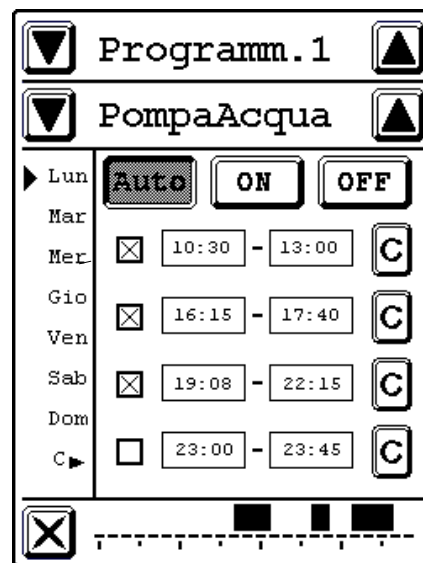 Programm.1
PompaAcqua
Lun Auto ON OFF
Mar
Mer 10:30 - 13:00 C
Gio 16:15 - 17:40 C
Ven
Sab 19:08 - 22:15 C
Dom
C 23:00 - 23:45 C